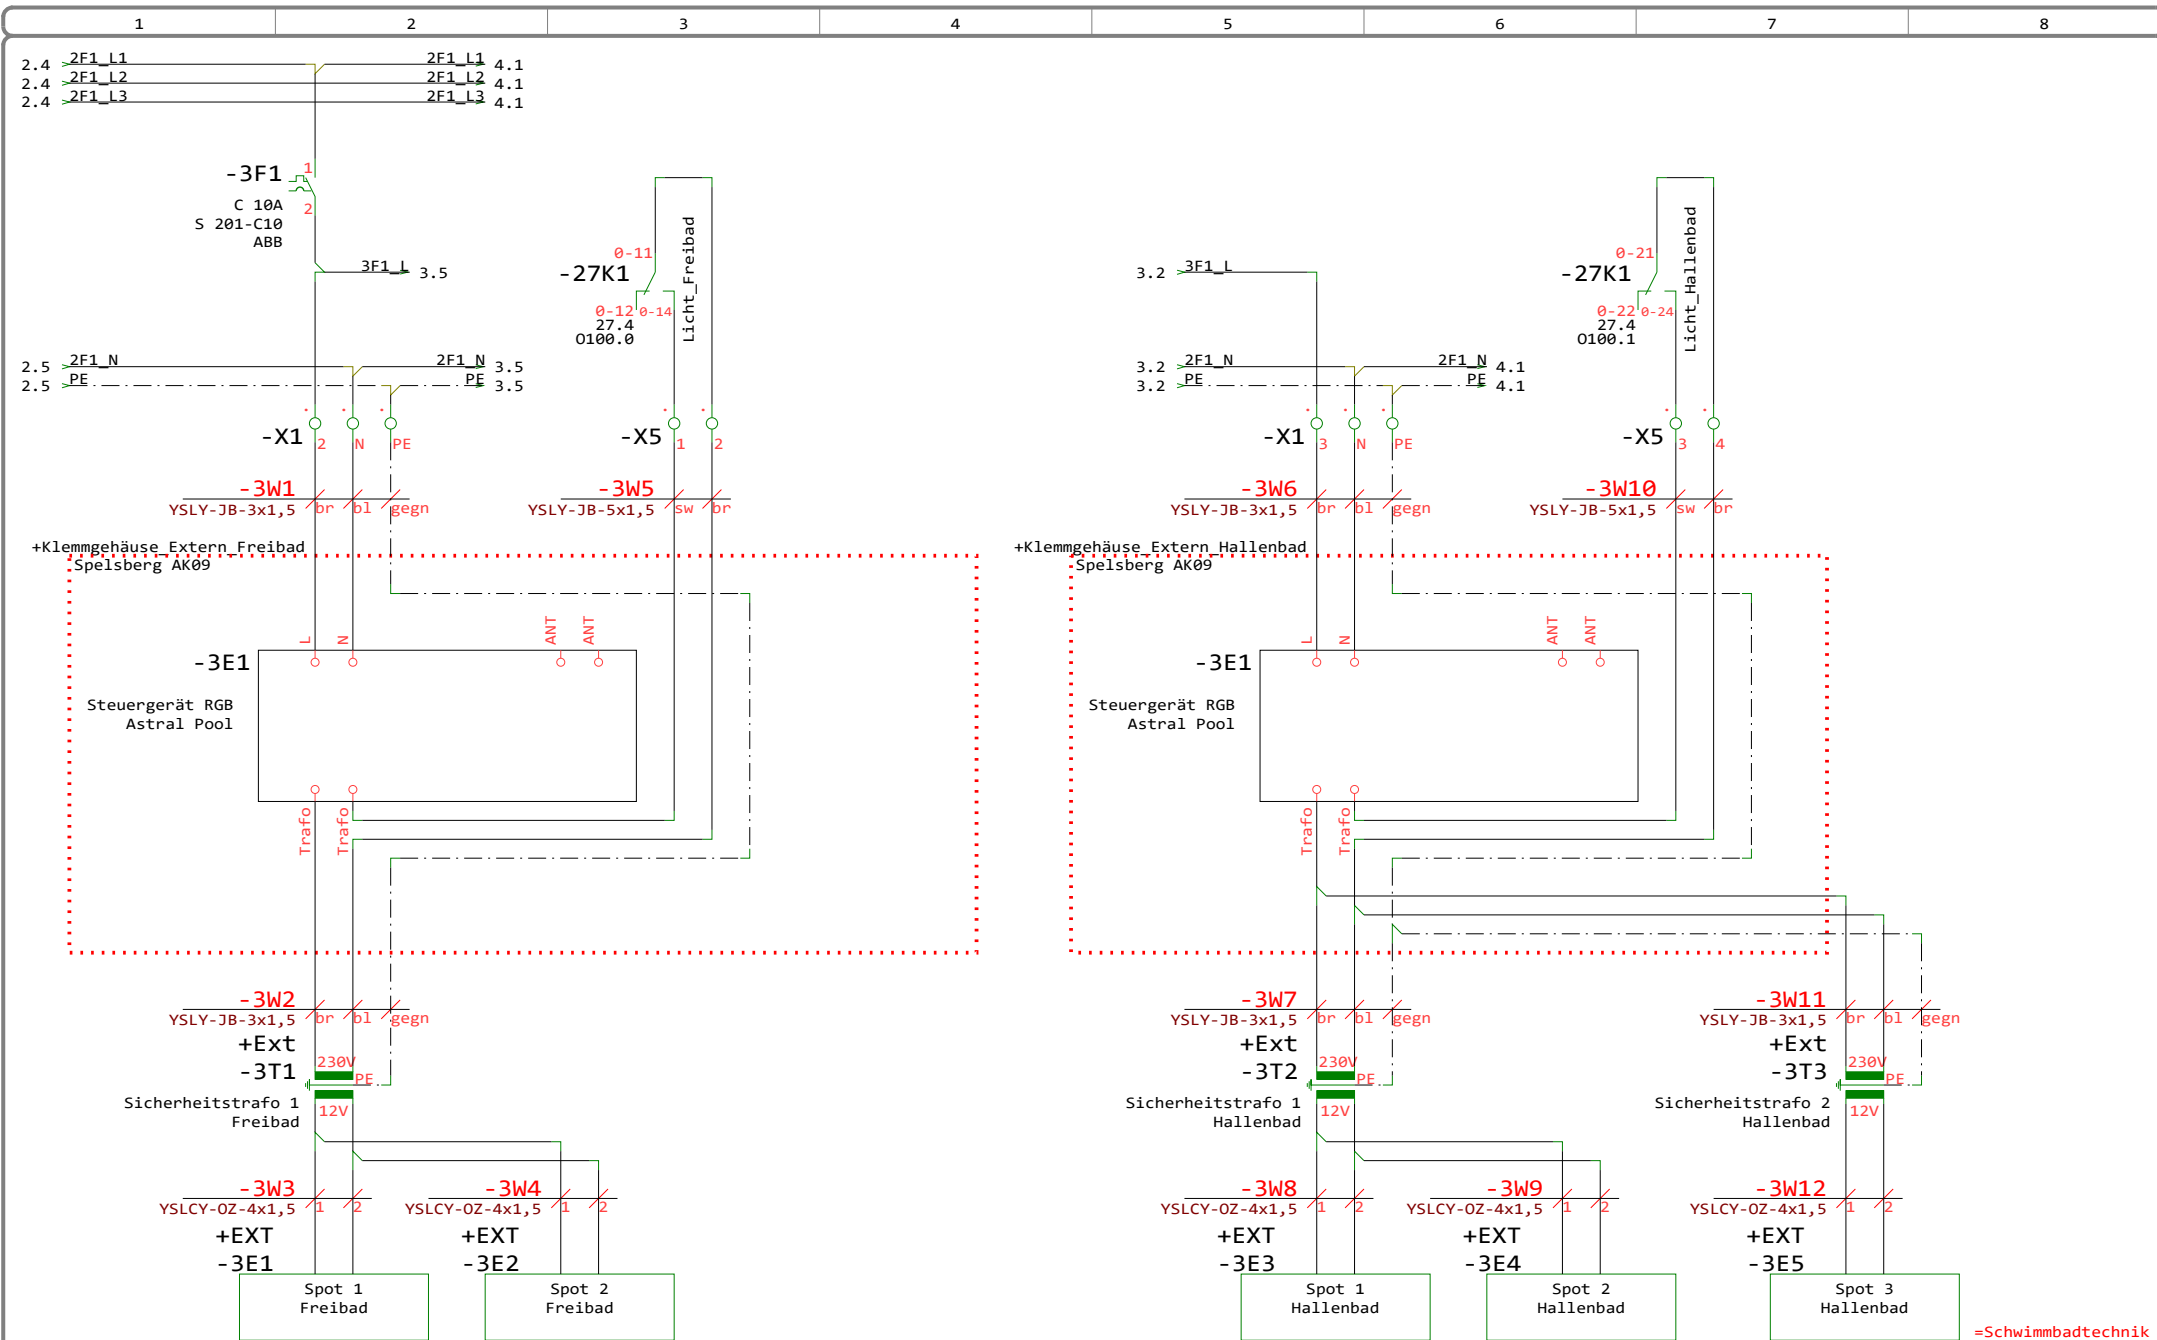 1 2 3 4 5 6 7 8
2.4 2F1_L1 2F1_L1 4.1
2.4 2F1_L2 2F1_L2 4.1
2.4 2F1_L3 2F1_L3 4.1
-3F1
1
2
C 10A
S 201-C10
ABB
3F1_L 3.5
-27K1
0-11
0-12 0-14
27.4
O100.0
Licht_Freibad
3.2 3F1_L
-27K1
0-21
0-22 0-24
27.4
O100.1
Licht_Hallenbad
2.5 2F1_N 2F1_N 3.5
2.5 PE PE 3.5
3.2 2F1_N 2F1_N 4.1
3.2 PE PE 4.1
-X1 2 N PE
-X5 1 2
-X1 3 N PE
-X5 3 4
-3W1
YSLY-JB-3x1,5 br bl gegn
-3W5
YSLY-JB-5x1,5 sw br
-3W6
YSLY-JB-3x1,5 br bl gegn
-3W10
YSLY-JB-5x1,5 sw br
+Klemmgehäuse_Extern_Freibad
Spelsberg AK09
+Klemmgehäuse_Extern_Hallenbad
Spelsberg AK09
L N ANT ANT
-3E1
Steuergerät RGB
Astral Pool
Trafo Trafo
L N ANT ANT
-3E1
Steuergerät RGB
Astral Pool
Trafo Trafo
-3W2
YSLY-JB-3x1,5 br bl gegn
+Ext
-3T1
230V
PE
12V
Sicherheitstrafo 1
Freibad
-3W7
YSLY-JB-3x1,5 br bl gegn
+Ext
-3T2
230V
PE
12V
Sicherheitstrafo 1
Hallenbad
-3W11
YSLY-JB-3x1,5 br bl gegn
+Ext
-3T3
230V
PE
12V
Sicherheitstrafo 2
Hallenbad
-3W3
YSLCY-OZ-4x1,5 1 2
+EXT
-3E1
Spot 1
Freibad
-3W4
YSLCY-OZ-4x1,5 1 2
+EXT
-3E2
Spot 2
Freibad
-3W8
YSLCY-OZ-4x1,5 1 2
+EXT
-3E3
Spot 1
Hallenbad
-3W9
YSLCY-OZ-4x1,5 1 2
+EXT
-3E4
Spot 2
Hallenbad
-3W12
YSLCY-OZ-4x1,5 1 2
+EXT
-3E5
Spot 3
Hallenbad
=Schwimmbadtechnik